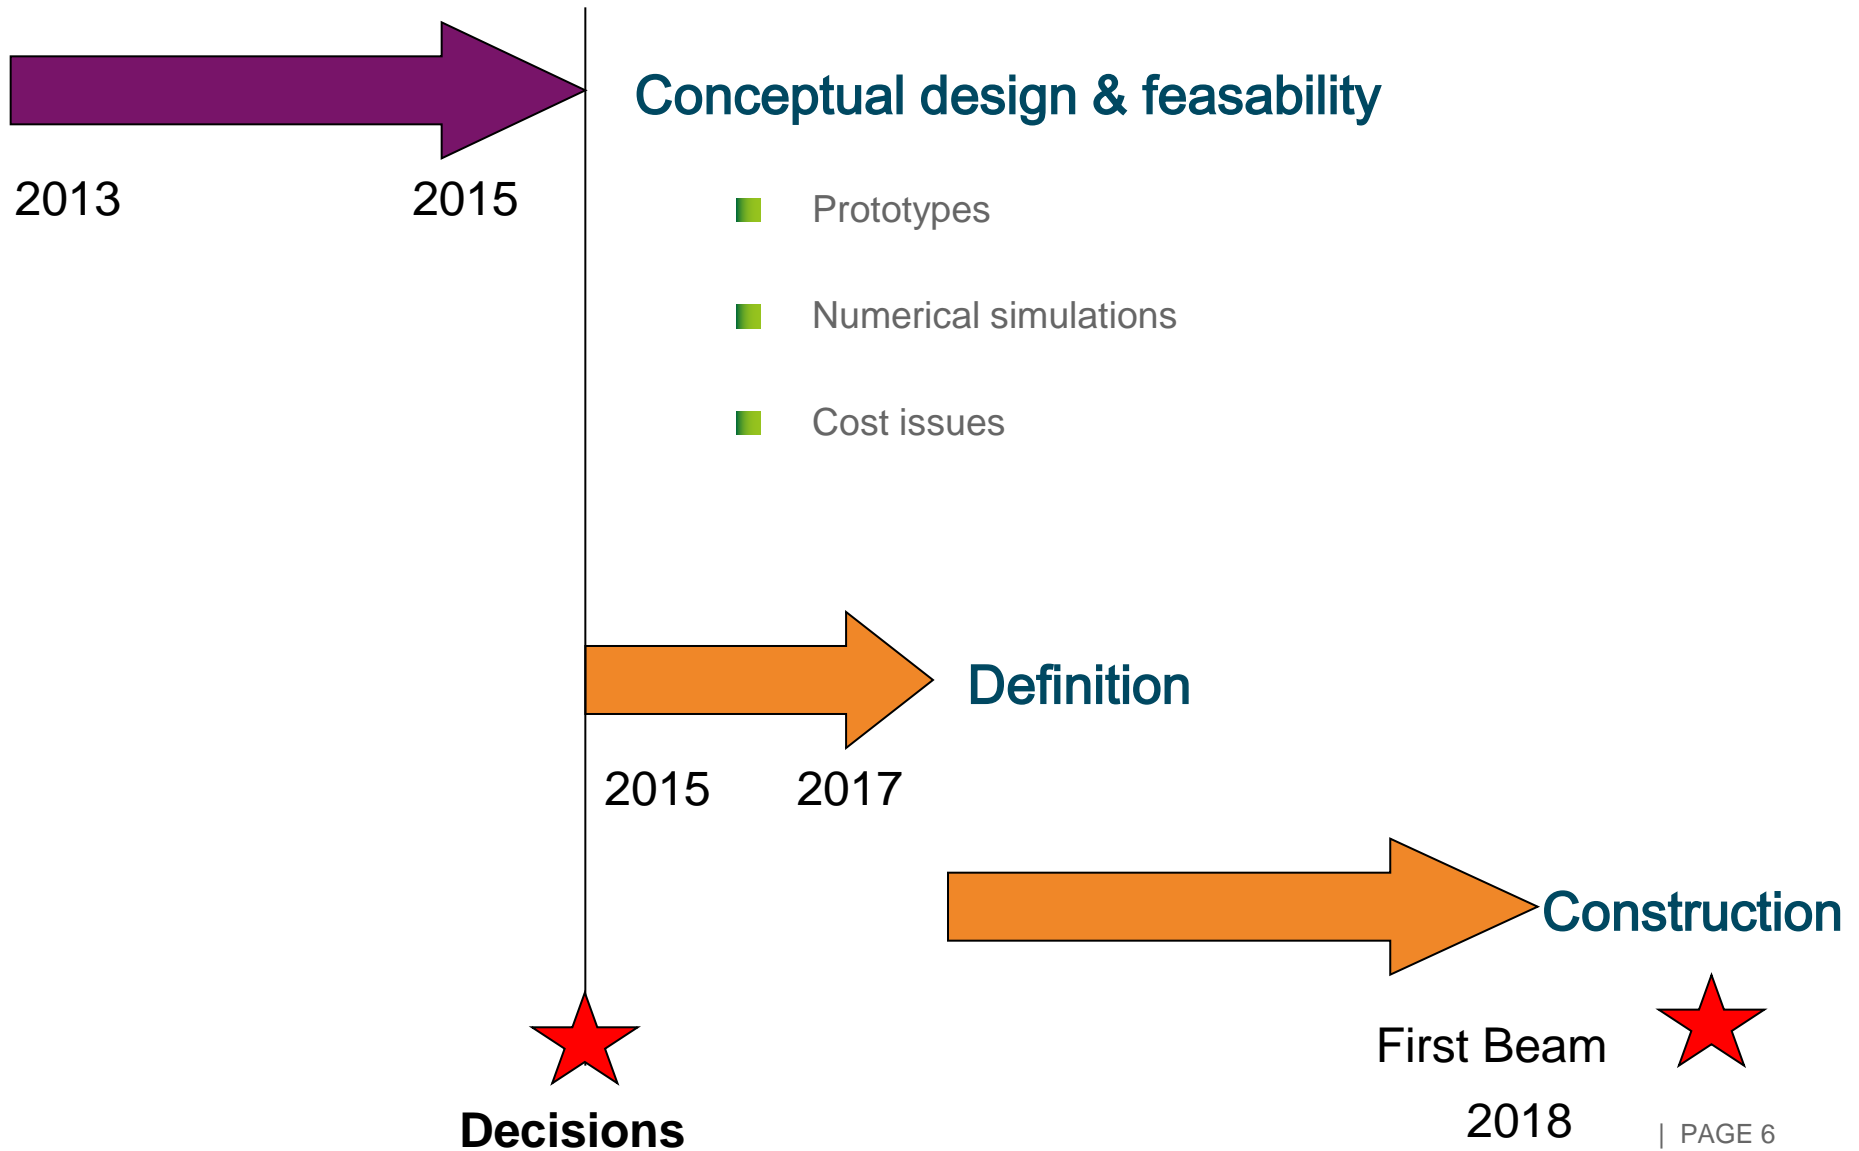 Conceptual design & feasability
2013
2015
Prototypes
Numerical simulations
Cost issues
Definition
2015
2017
Construction
First Beam
2018
Decisions
| PAGE 6